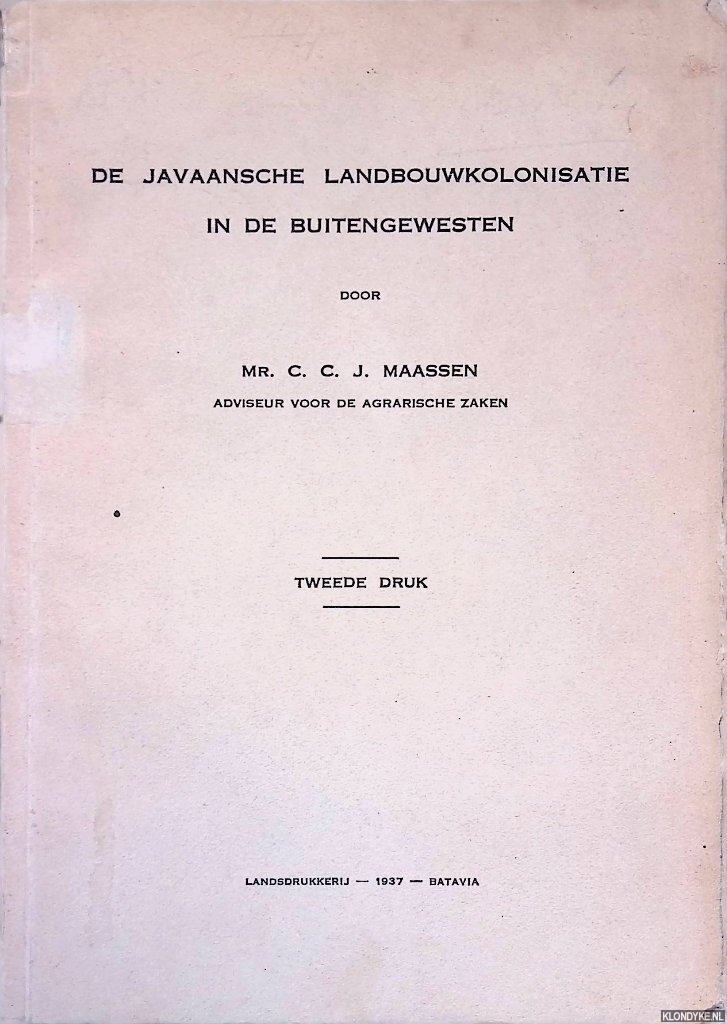 DE JAVAANSCHE LANDBOUWKOLONISATIE
IN DE BUITENGEWESTEN
DOOR
MR. C. C. J. MAASSEN
ADVISEUR VOOR DE AGRARISCHE ZAKEN
TWEEDE DRUK
LANDSDRUKKERIJ — 1937 — BATAVIA
KLONDYKE.NL